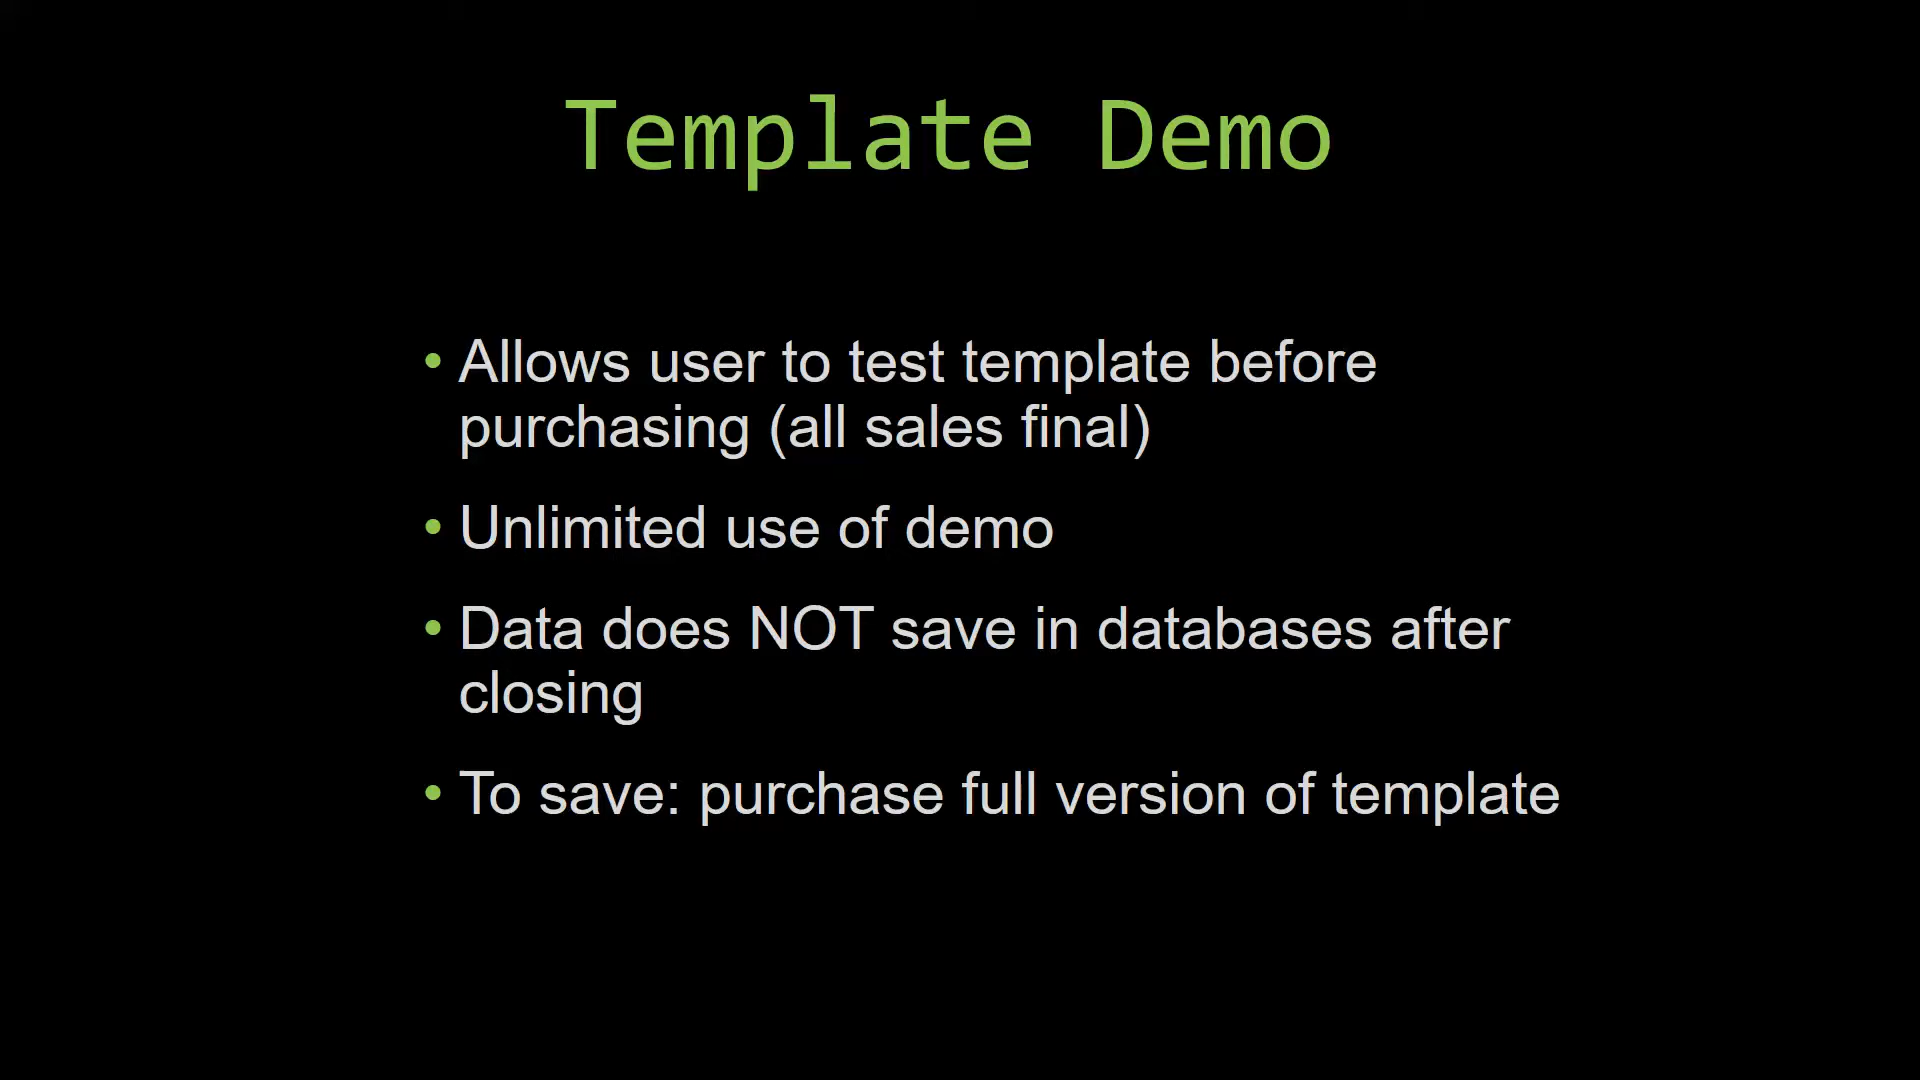 Template Demo
• Allows user to test template before
purchasing (all sales final)
• Unlimited use of demo
• Data does NOT save in databases after
closing
• To save: purchase full version of template